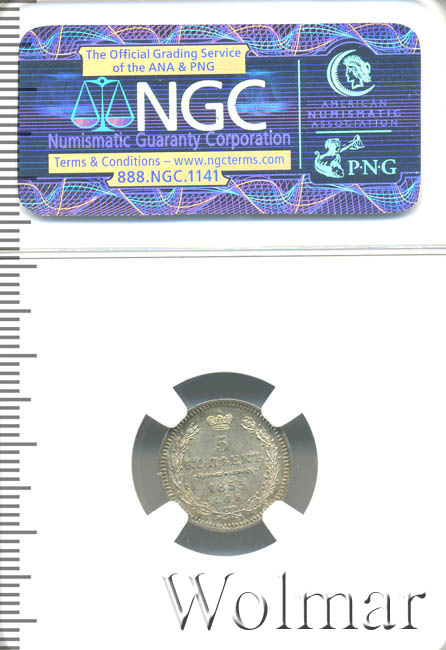 The Official Grading Service
of the ANA & PNG
NGC
Numismatic Guaranty Corporation
Terms & Conditions – www.ngcterms.com
888.NGC.1141
AMERICAN
NUMISMATIC
ASSOCIATION
P·N·G
5
КОПѢЕКЪ
Wolmar